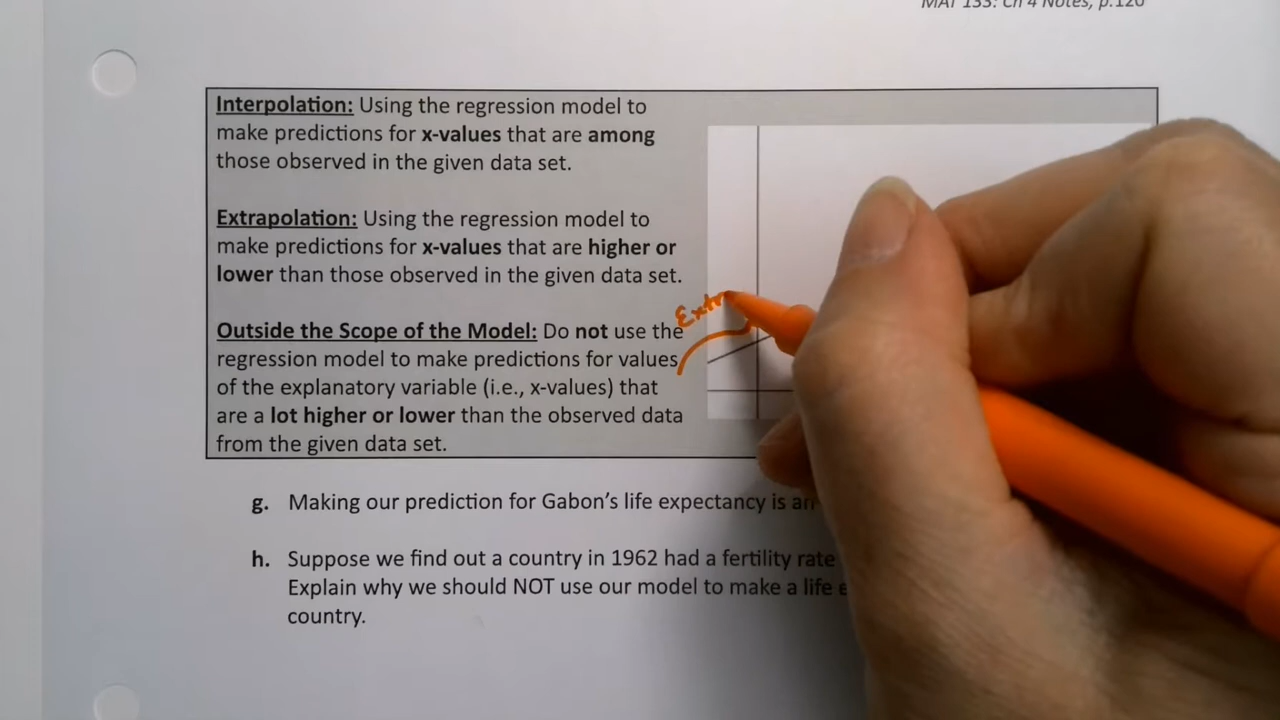 MAT 133: Ch 4 Notes, p.120
Interpolation: Using the regression model to
make predictions for x-values that are among
those observed in the given data set.
Extrapolation: Using the regression model to
make predictions for x-values that are higher or
lower than those observed in the given data set.
Extr
Outside the Scope of the Model: Do not use the
regression model to make predictions for values
of the explanatory variable (i.e., x-values) that
are a lot higher or lower than the observed data
from the given data set.
g. Making our prediction for Gabon's life expectancy is an
h. Suppose we find out a country in 1962 had a fertility rate
Explain why we should NOT use our model to make a life e
country.